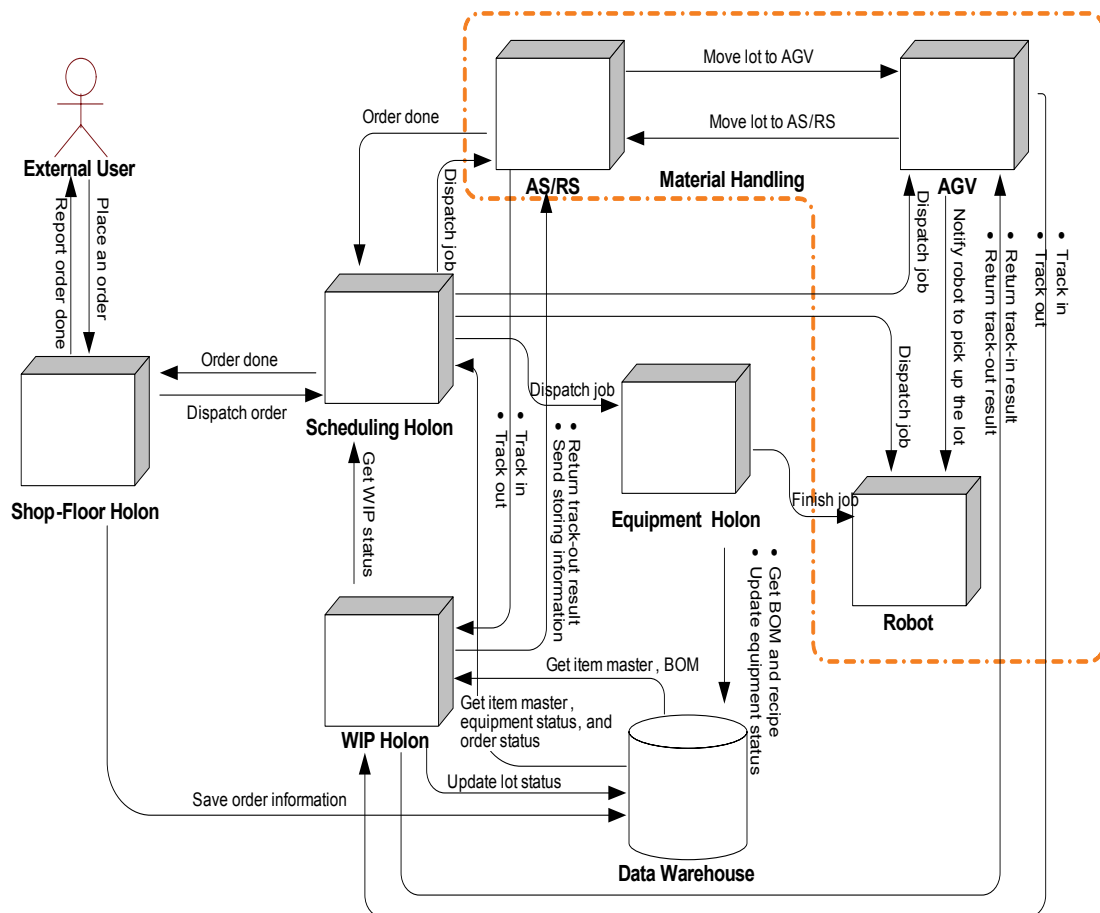 Move lot to AGV
Order done
Move lot to AS/RS
External User
AS/RS
Material Handling
AGV
Dispatch job
Dispatch job
Notify robot to pick up the lot
• Return track-in result
• Return track-out result
• Track in
• Track out
Place an order
Report order done
Order done
Dispatch order
Scheduling Holon
Dispatch job
Dispatch job
• Track in
• Track out
• Return track-out result
• Send storing information
Shop-Floor Holon
Get WIP status
Equipment Holon
Finish job
• Get BOM and recipe
• Update equipment status
Robot
Get item master , BOM
Get item master ,
equipment status, and
order status
WIP Holon
Update lot status
Save order information
Data Warehouse